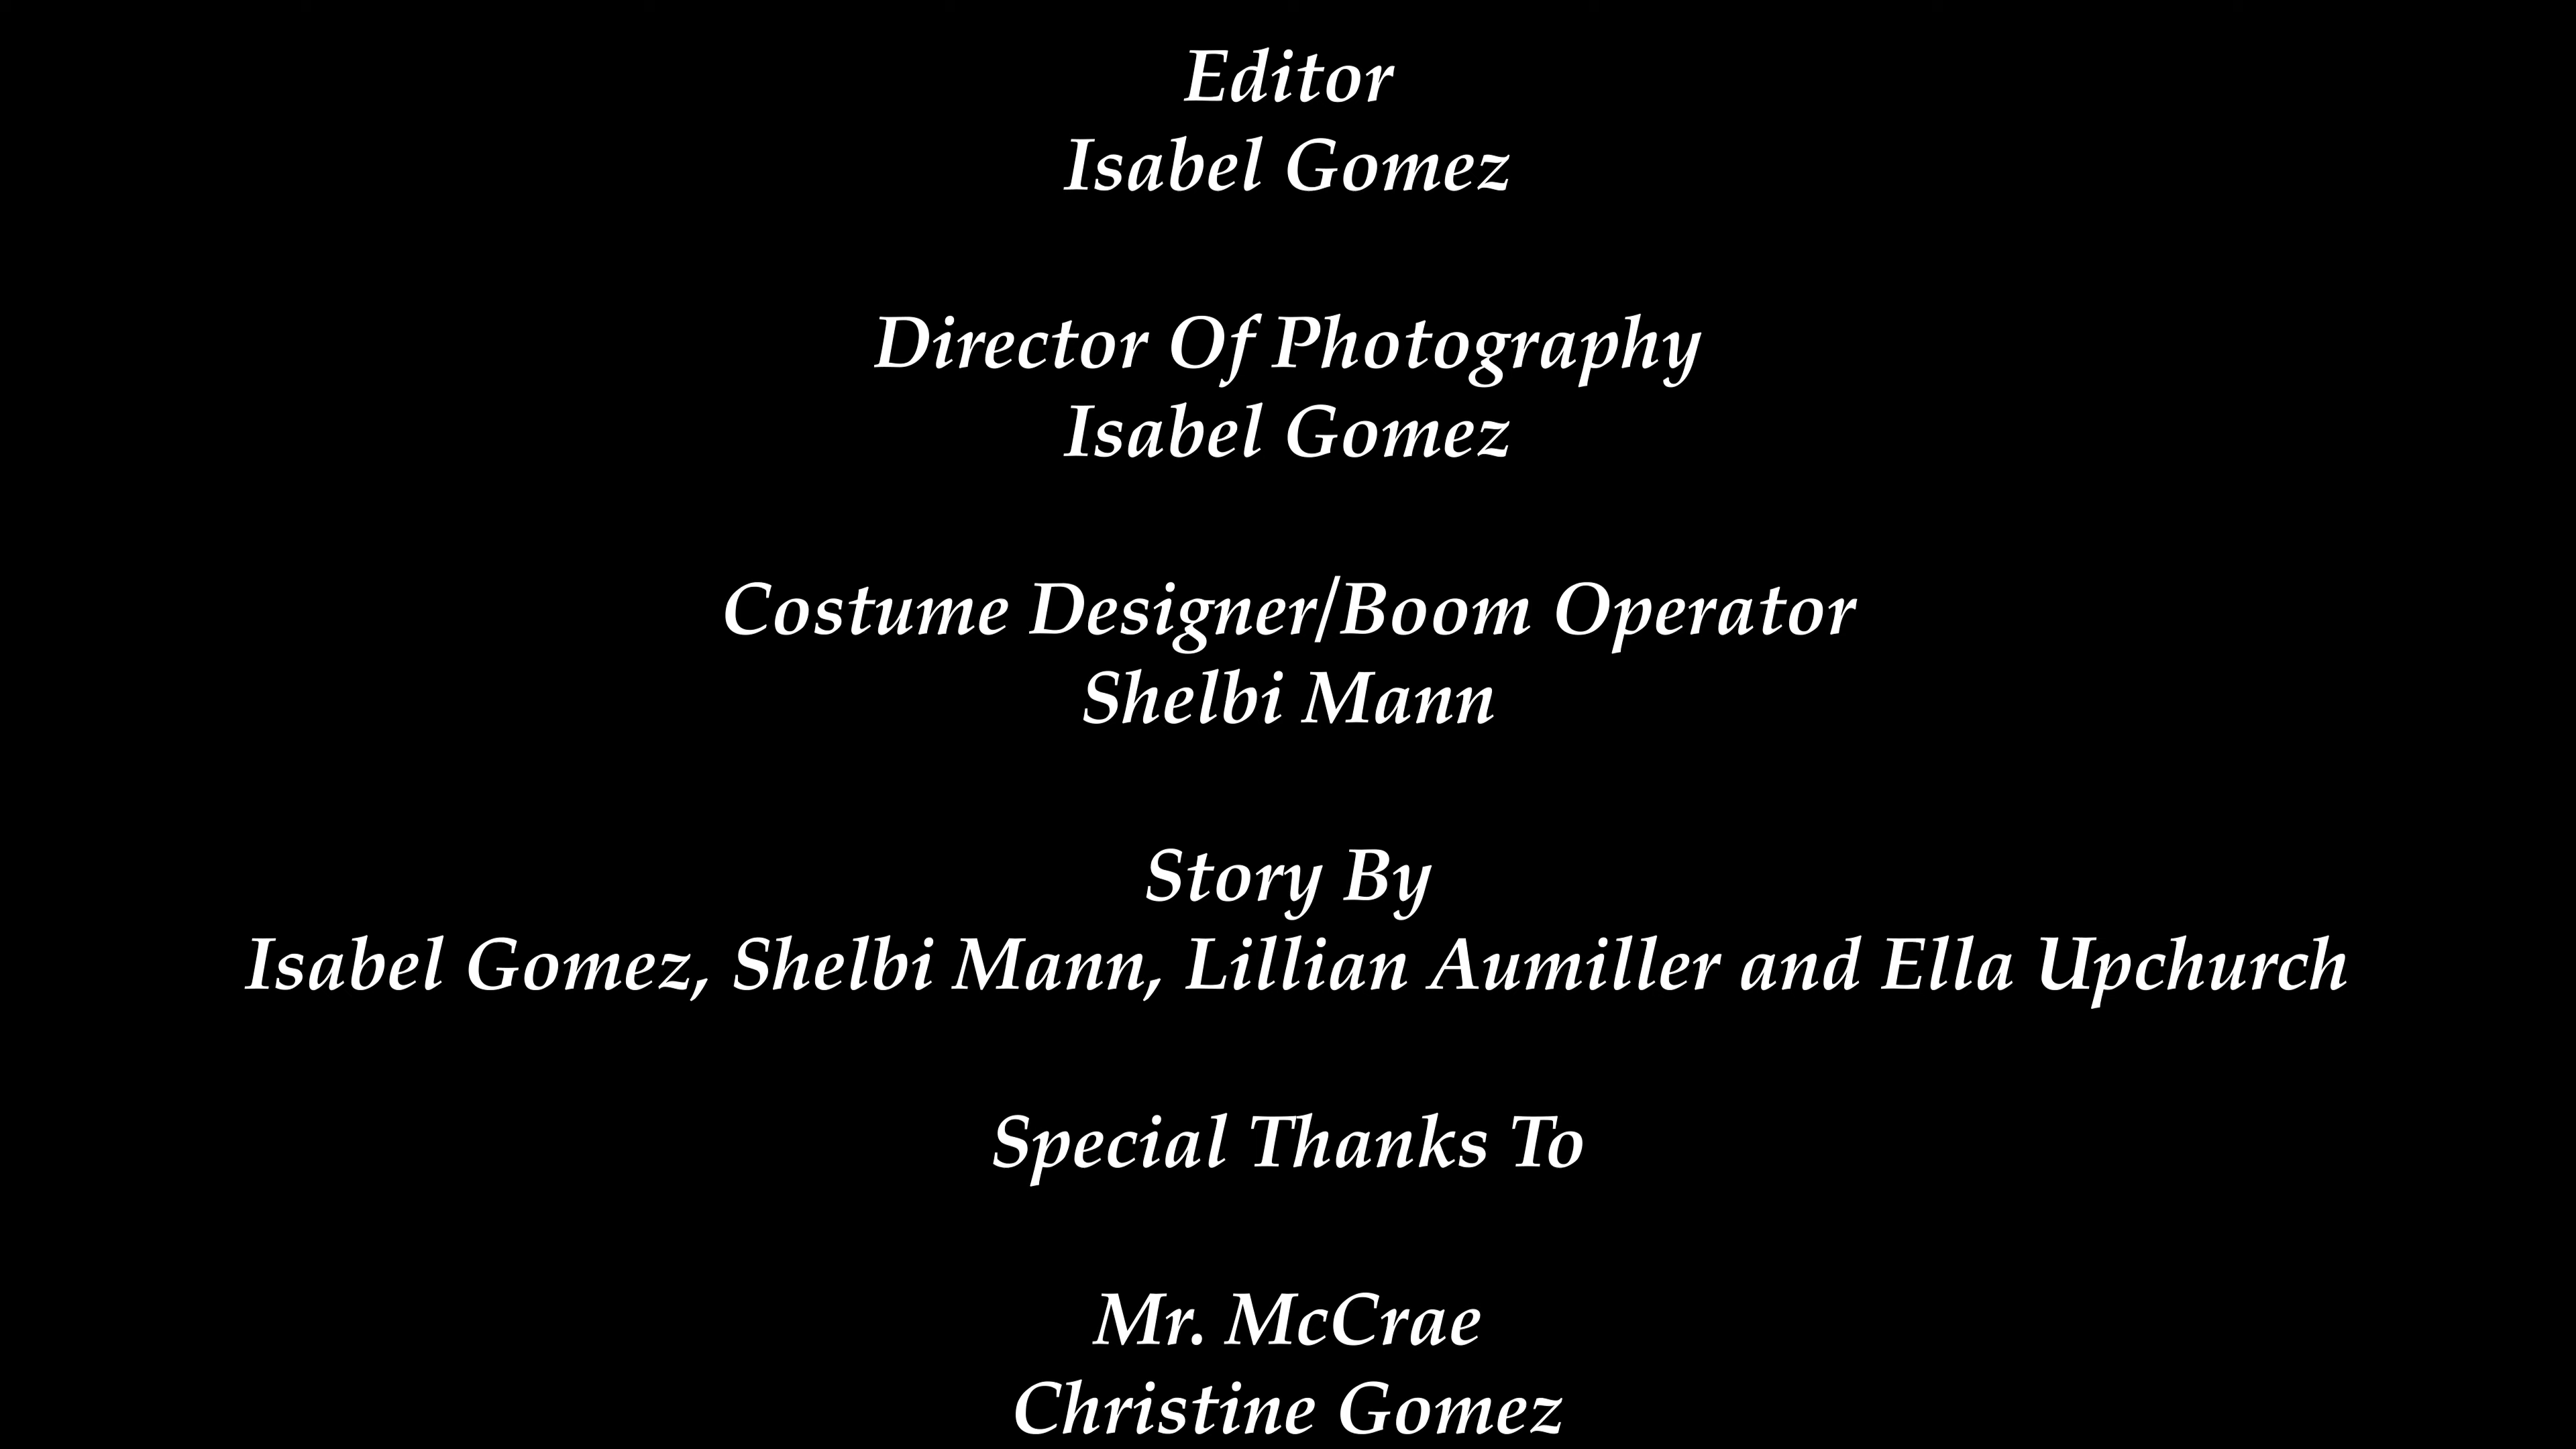 Editor
Isabel Gomez
Director Of Photography
Isabel Gomez
Costume Designer/Boom Operator
Shelbi Mann
Story By
Isabel Gomez, Shelbi Mann, Lillian Aumiller and Ella Upchurch
Special Thanks To
Mr. McCrae
Christine Gomez